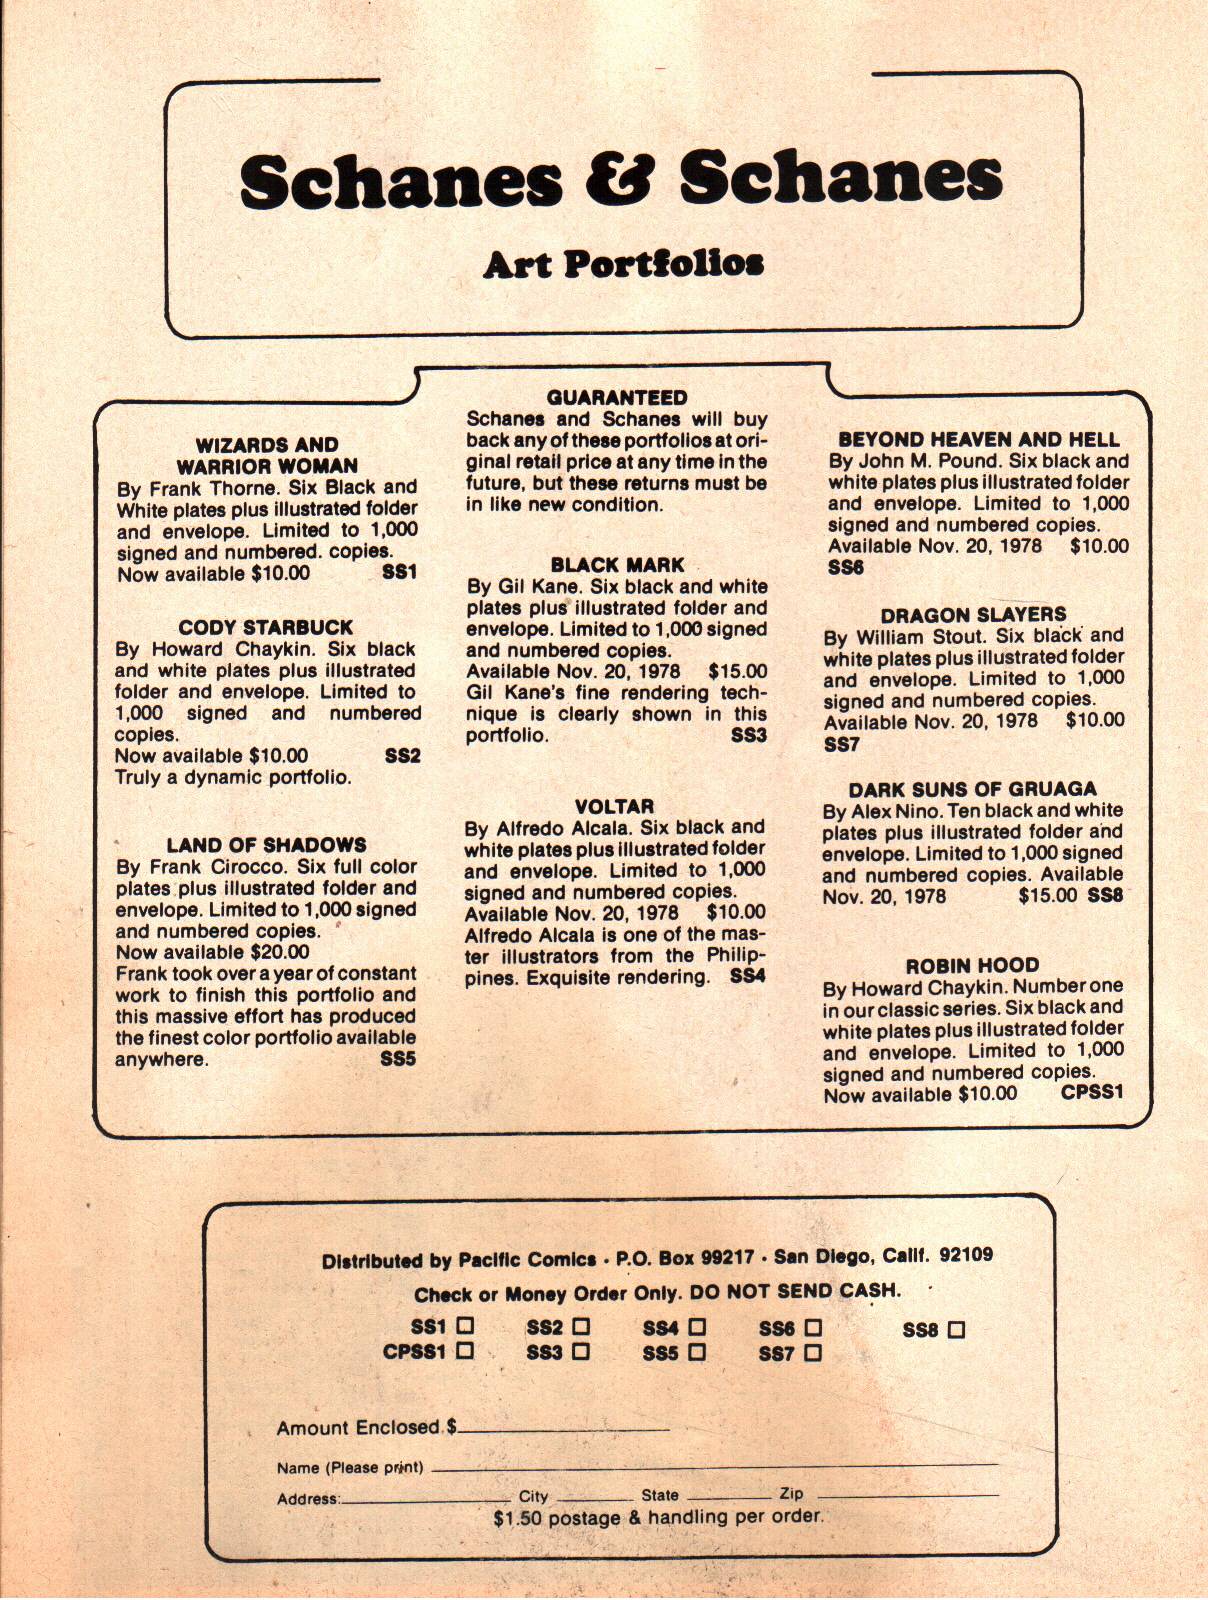 Schanes & Schanes
Art Portfolios
WIZARDS AND
WARRIOR WOMAN
By Frank Thorne. Six Black and
White plates plus illustrated folder
and envelope. Limited to 1,000
signed and numbered. copies.
Now available $10.00 SS1
CODY STARBUCK
By Howard Chaykin. Six black
and white plates plus illustrated
folder and envelope. Limited to
1,000 signed and numbered
copies.
Now available $10.00 SS2
Truly a dynamic portfolio.
LAND OF SHADOWS
By Frank Cirocco. Six full color
plates plus illustrated folder and
envelope. Limited to 1,000 signed
and numbered copies.
Now available $20.00
Frank took over a year of constant
work to finish this portfolio and
this massive effort has produced
the finest color portfolio available
anywhere. SS5
GUARANTEED
Schanes and Schanes will buy
back any of these portfolios at ori-
ginal retail price at any time in the
future, but these returns must be
in like new condition.
BLACK MARK
By Gil Kane. Six black and white
plates plus illustrated folder and
envelope. Limited to 1,000 signed
and numbered copies.
Available Nov. 20, 1978 $15.00
Gil Kane's fine rendering tech-
nique is clearly shown in this
portfolio. SS3
VOLTAR
By Alfredo Alcala. Six black and
white plates plus illustrated folder
and envelope. Limited to 1,000
signed and numbered copies.
Available Nov. 20, 1978 $10.00
Alfredo Alcala is one of the mas-
ter illustrators from the Philip-
pines. Exquisite rendering. SS4
BEYOND HEAVEN AND HELL
By John M. Pound. Six black and
white plates plus illustrated folder
and envelope. Limited to 1,000
signed and numbered copies.
Available Nov. 20, 1978 $10.00
SS6
DRAGON SLAYERS
By William Stout. Six black and
white plates plus illustrated folder
and envelope. Limited to 1,000
signed and numbered copies.
Available Nov. 20, 1978 $10.00
SS7
DARK SUNS OF GRUAGA
By Alex Nino. Ten black and white
plates plus illustrated folder and
envelope. Limited to 1,000 signed
and numbered copies. Available
Nov. 20, 1978 $15.00 SS8
ROBIN HOOD
By Howard Chaykin. Number one
in our classic series. Six black and
white plates plus illustrated folder
and envelope. Limited to 1,000
signed and numbered copies.
Now available $10.00 CPSS1
Distributed by Pacific Comics · P.O. Box 99217 · San Diego, Calif. 92109
Check or Money Order Only. DO NOT SEND CASH.
SS1 □ SS2 □ SS4 □ SS6 □ SS8 □
CPSS1 □ SS3 □ SS5 □ SS7 □
Amount Enclosed $
Name (Please print)
Address: City State Zip
$1.50 postage & handling per order.